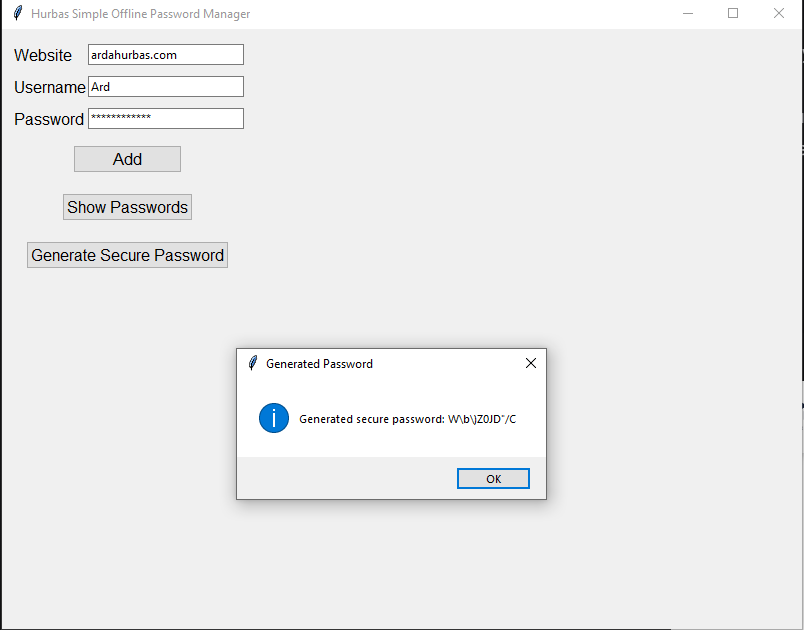 Hurbas Simple Offline Password Manager
Website ardahurbas.com
Username Ard
Password ************
Add
Show Passwords
Generate Secure Password
Generated Password
Generated secure password: W\b\)Z0JD"/C
OK